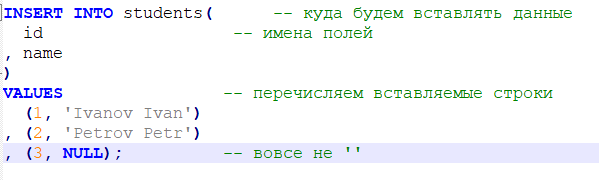 INSERT INTO students(      -- куда будем вставлять данные
  id                   -- имена полей
, name
)
VALUES                -- перечисляем вставляемые строки
  (1, 'Ivanov Ivan')
, (2, 'Petrov Petr')
, (3, NULL);          -- вовсе не ''